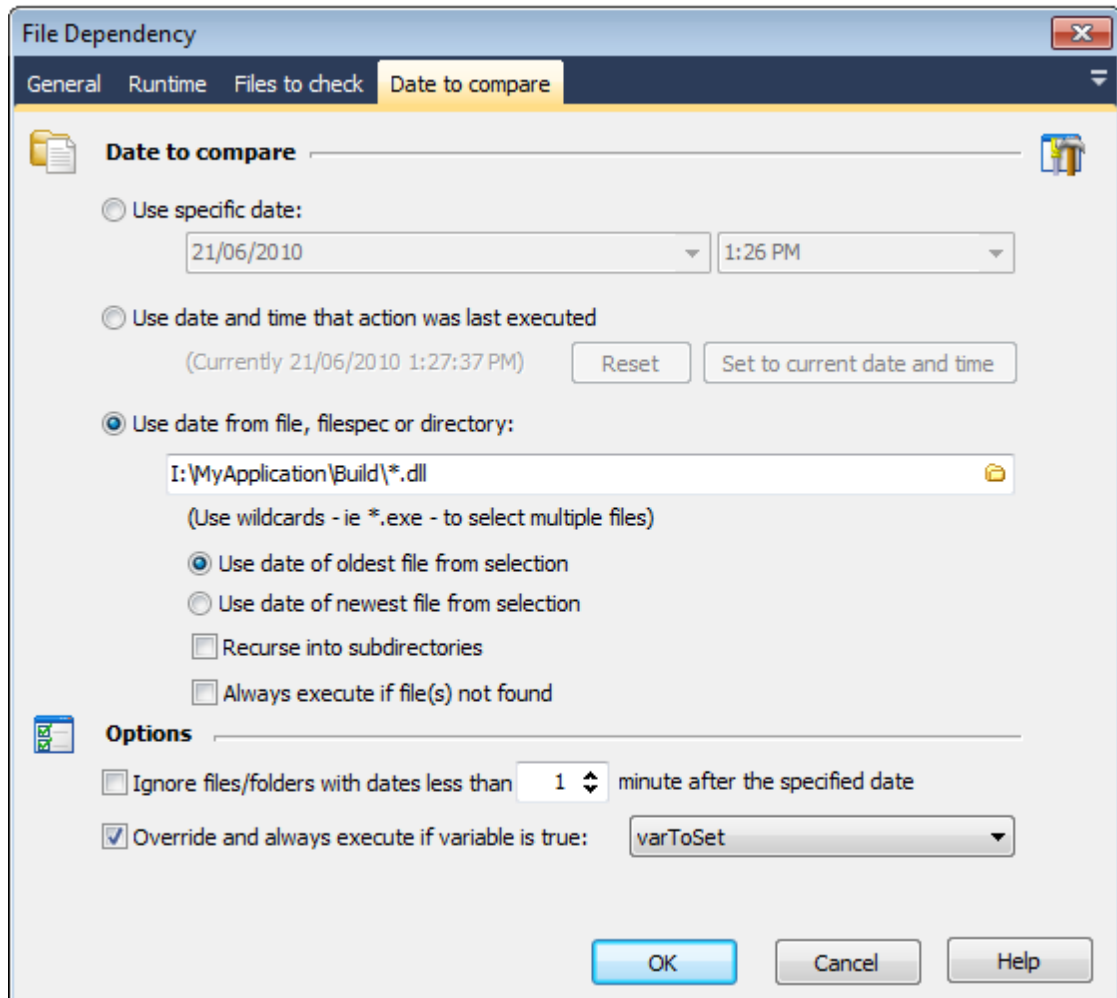 File Dependency
General Runtime Files to check Date to compare
Date to compare
Use specific date:
21/06/2010 1:26 PM
Use date and time that action was last executed
(Currently 21/06/2010 1:27:37 PM) Reset Set to current date and time
Use date from file, filespec or directory:
I:\MyApplication\Build\*.dll
(Use wildcards - ie *.exe - to select multiple files)
Use date of oldest file from selection
Use date of newest file from selection
Recurse into subdirectories
Always execute if file(s) not found
Options
Ignore files/folders with dates less than 1 minute after the specified date
Override and always execute if variable is true: varToSet
OK Cancel Help